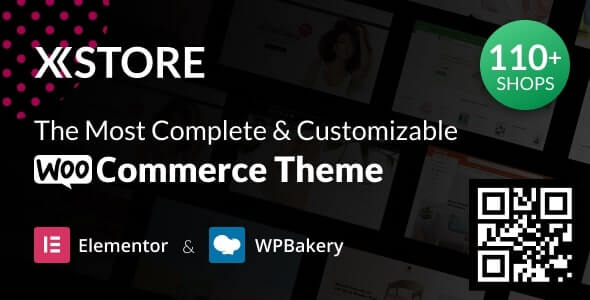 XSTORE
110+
SHOPS
The Most Complete & Customizable
WOO Commerce Theme
Elementor & WPBakery